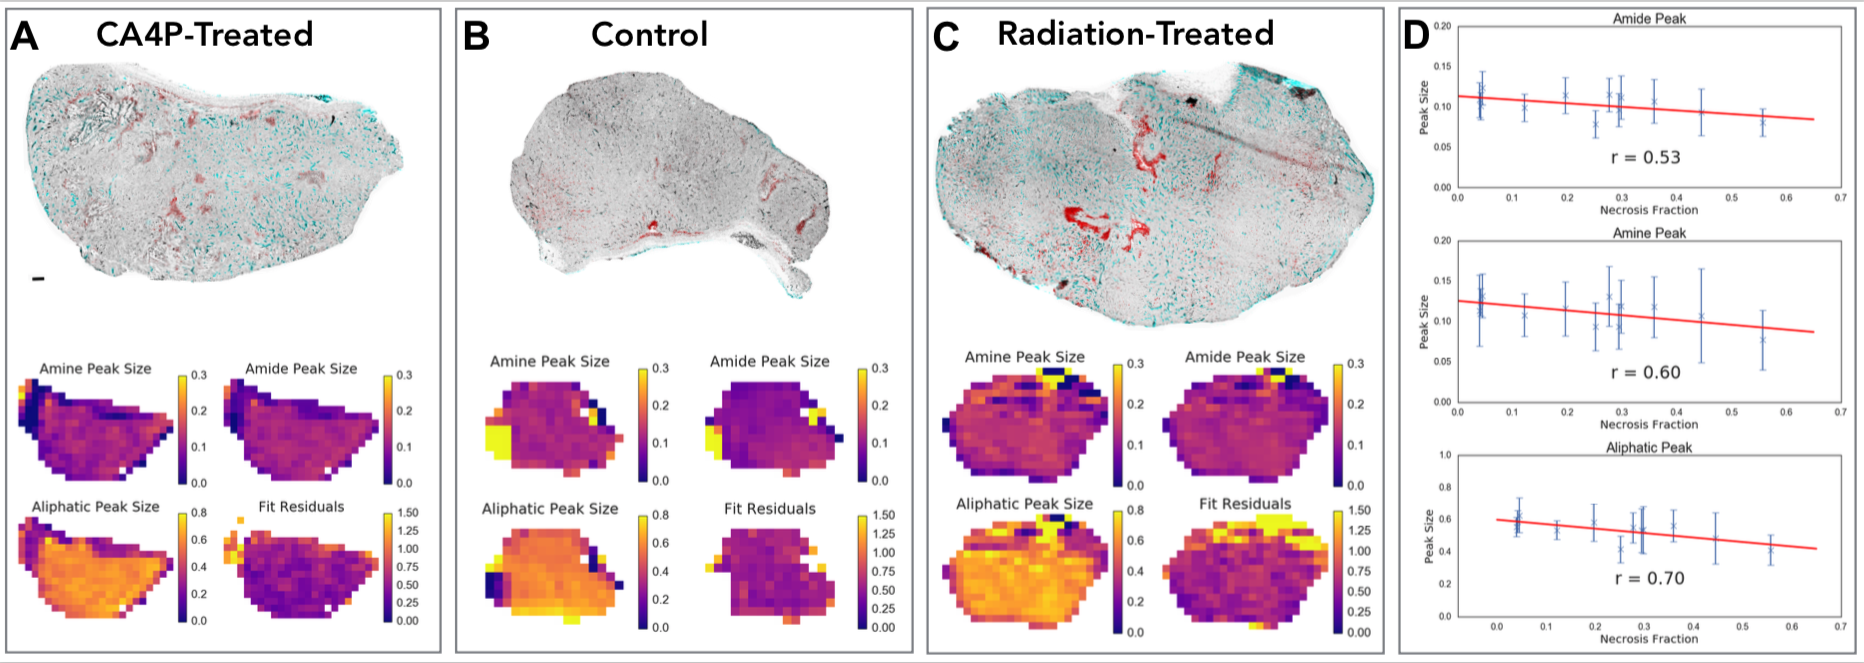 A CA4P-Treated
Amine Peak Size
0.3
0.2
0.1
0.0
Amide Peak Size
0.3
0.2
0.1
0.0
Aliphatic Peak Size
0.8
0.6
0.4
0.2
0.0
Fit Residuals
1.50
1.25
1.00
0.75
0.50
0.25
0.00
B Control
Amine Peak Size
0.3
0.2
0.1
0.0
Amide Peak Size
0.3
0.2
0.1
0.0
Aliphatic Peak Size
0.8
0.6
0.4
0.2
0.0
Fit Residuals
1.50
1.25
1.00
0.75
0.50
0.25
0.00
C Radiation-Treated
Amine Peak Size
0.3
0.2
0.1
0.0
Amide Peak Size
0.3
0.2
0.1
0.0
Aliphatic Peak Size
0.8
0.6
0.4
0.2
0.0
Fit Residuals
1.50
1.25
1.00
0.75
0.50
0.25
0.00
D
Amide Peak
Peak Size
0.20
0.15
0.10
0.05
0.00
r = 0.53
0.0 0.1 0.2 0.3 0.4 0.5 0.6 0.7
Necrosis Fraction
Amine Peak
Peak Size
0.20
0.15
0.10
0.05
0.00
r = 0.60
0.0 0.1 0.2 0.3 0.4 0.5 0.6 0.7
Necrosis Fraction
Aliphatic Peak
Peak Size
1.0
0.8
0.6
0.4
0.2
0.0
r = 0.70
0.0 0.1 0.2 0.3 0.4 0.5 0.6 0.7
Necrosis Fraction